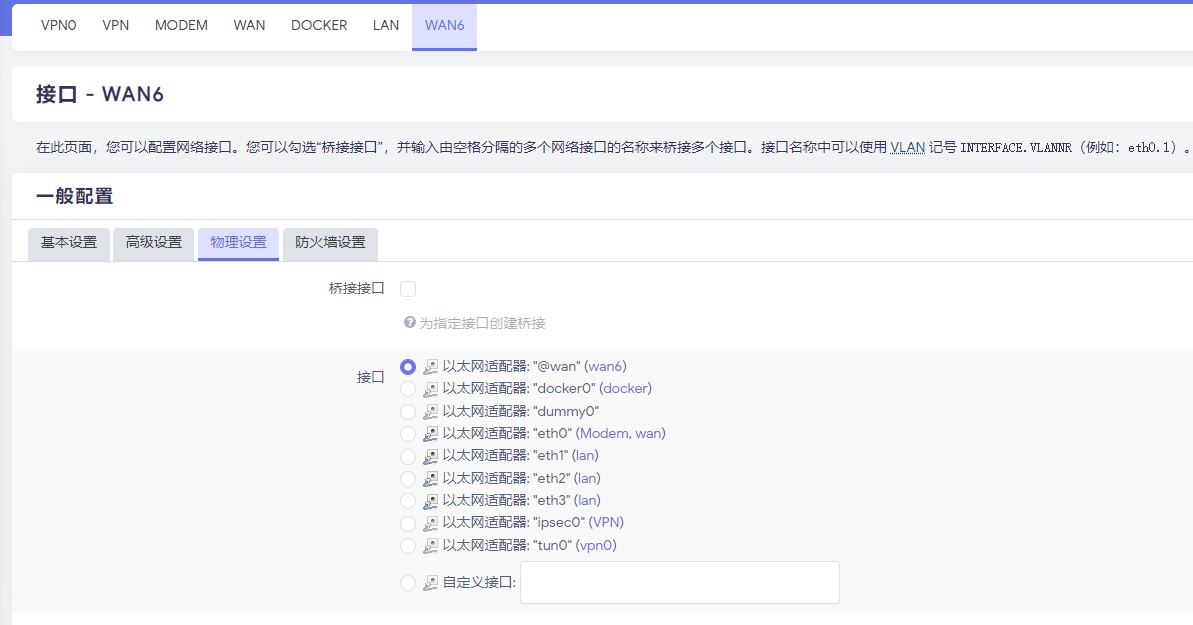 VPN0 VPN MODEM WAN DOCKER LAN WAN6
接口 - WAN6
在此页面，您可以配置网络接口。您可以勾选“桥接接口”，并输入由空格分隔的多个网络接口的名称来桥接多个接口。接口名称中可以使用 VLAN 记号 INTERFACE.VLANNR（例如：eth0.1）。
一般配置
基本设置 高级设置 物理设置 防火墙设置
桥接接口
为指定接口创建桥接
接口
以太网适配器: "@wan" (wan6)
以太网适配器: "docker0" (docker)
以太网适配器: "dummy0"
以太网适配器: "eth0" (Modem, wan)
以太网适配器: "eth1" (lan)
以太网适配器: "eth2" (lan)
以太网适配器: "eth3" (lan)
以太网适配器: "ipsec0" (VPN)
以太网适配器: "tun0" (vpn0)
自定义接口: